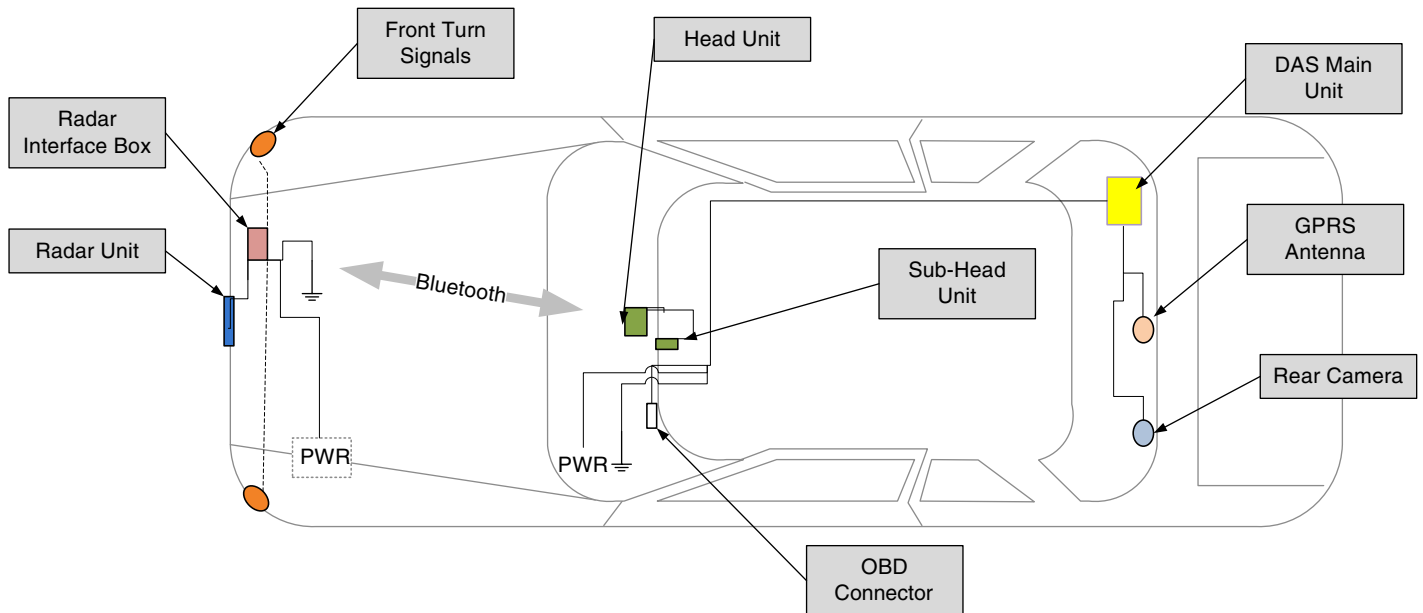 Front Turn
Signals
Head Unit
DAS Main
Unit
Radar
Interface Box
Radar Unit
Bluetooth
Sub-Head
Unit
GPRS
Antenna
Rear Camera
PWR
PWR
OBD
Connector